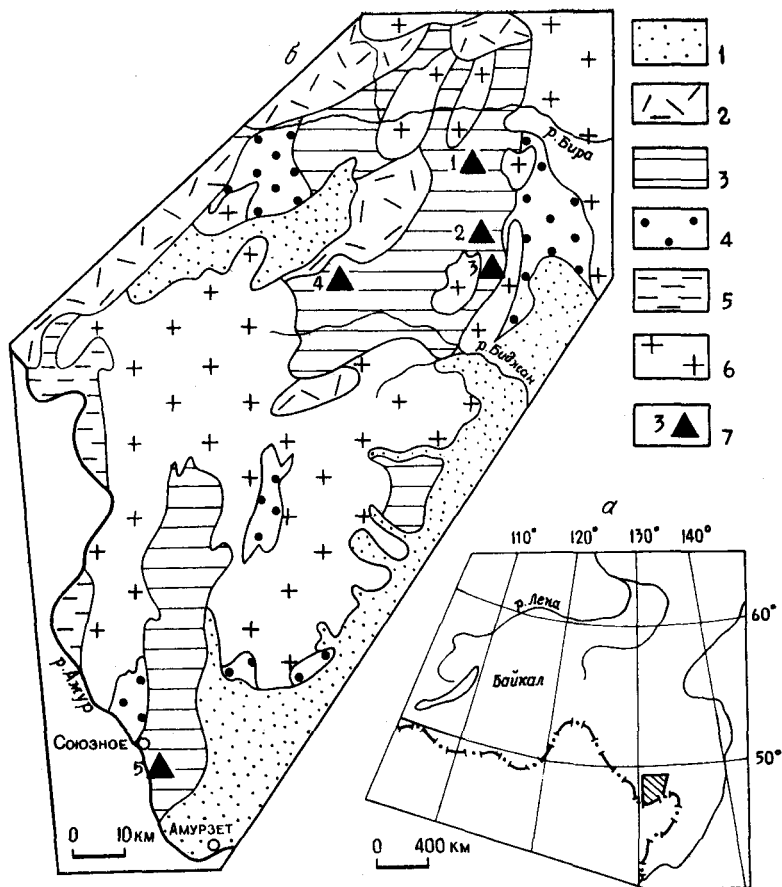 б
1
2
3
4
5
6
3 7
р. Бира
1
2
3
4
р. Биджан
а
110° 120° 130° 140°
р. Лена
60°
Байкал
50°
р. Амур
Союзное
5
Амурзет
0 10 км
0 400 км